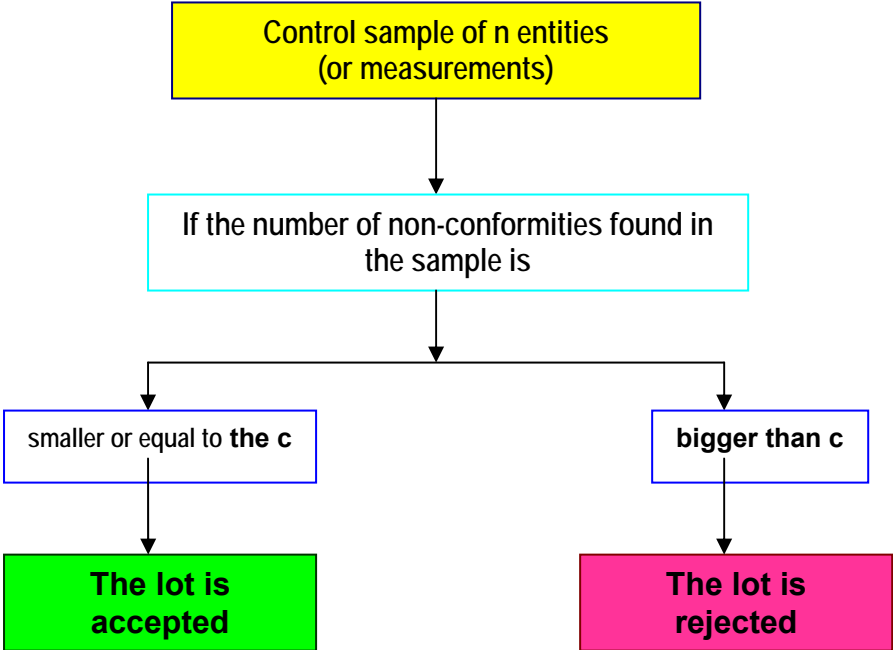 Control sample of n entities
(or measurements)
If the number of non-conformities found in
the sample is
smaller or equal to the c
bigger than c
The lot is
accepted
The lot is
rejected